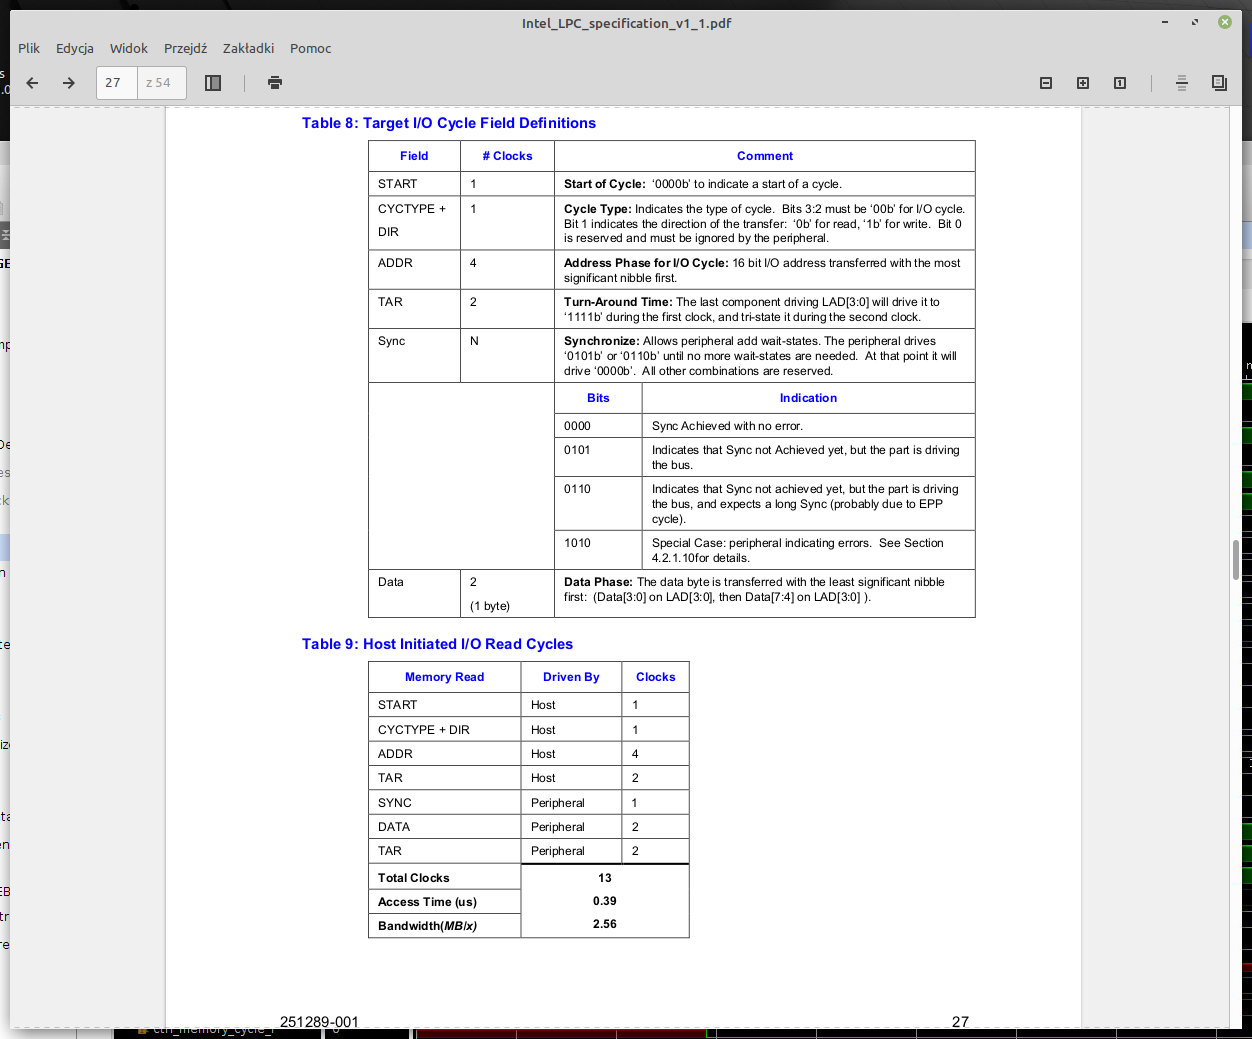 Intel_LPC_specification_v1_1.pdf
Plik Edycja Widok Przejdź Zakładki Pomoc
27 z 54
Table 8: Target I/O Cycle Field Definitions
Field # Clocks Comment
START 1 Start of Cycle: ‘0000b’ to indicate a start of a cycle.
CYCTYPE + 1 Cycle Type: Indicates the type of cycle. Bits 3:2 must be ‘00b’ for I/O cycle.
DIR Bit 1 indicates the direction of the transfer: ‘0b’ for read, ‘1b’ for write. Bit 0
is reserved and must be ignored by the peripheral.
ADDR 4 Address Phase for I/O Cycle: 16 bit I/O address transferred with the most
significant nibble first.
TAR 2 Turn-Around Time: The last component driving LAD[3:0] will drive it to
‘1111b’ during the first clock, and tri-state it during the second clock.
Sync N Synchronize: Allows peripheral add wait-states. The peripheral drives
‘0101b’ or ‘0110b’ until no more wait-states are needed. At that point it will
drive ‘0000b’. All other combinations are reserved.
Bits Indication
0000 Sync Achieved with no error.
0101 Indicates that Sync not Achieved yet, but the part is driving
the bus.
0110 Indicates that Sync not achieved yet, but the part is driving
the bus, and expects a long Sync (probably due to EPP
cycle).
1010 Special Case: peripheral indicating errors. See Section
4.2.1.10for details.
Data 2 Data Phase: The data byte is transferred with the least significant nibble
(1 byte) first: (Data[3:0] on LAD[3:0], then Data[7:4] on LAD[3:0] ).
Table 9: Host Initiated I/O Read Cycles
Memory Read Driven By Clocks
START Host 1
CYCTYPE + DIR Host 1
ADDR Host 4
TAR Host 2
SYNC Peripheral 1
DATA Peripheral 2
TAR Peripheral 2
Total Clocks 13
Access Time (us) 0.39
Bandwidth(MB/x) 2.56
251289-001 27